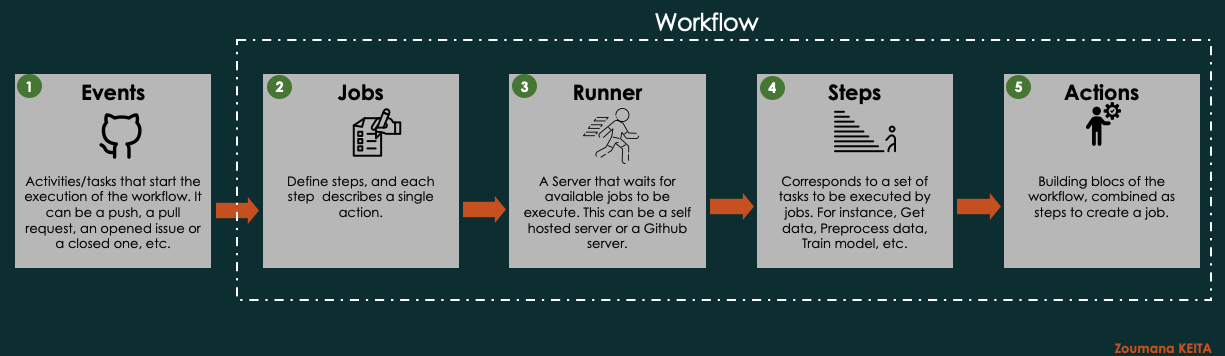 Workflow
1
Events
Activities/tasks that start the
execution of the workflow. It
can be a push, a pull
request, an opened issue or
a closed one, etc.
2
Jobs
Define steps, and each
step  describes a single
action.
3
Runner
A Server that waits for
available jobs to be
execute. This can be a self
hosted server or a Github
server.
4
Steps
Corresponds to a set of
tasks to be executed by
jobs. For instance, Get
data, Preprocess data,
Train model, etc.
5
Actions
Building blocs of the
workflow, combined as
steps to create a job.
Zoumana KEITA